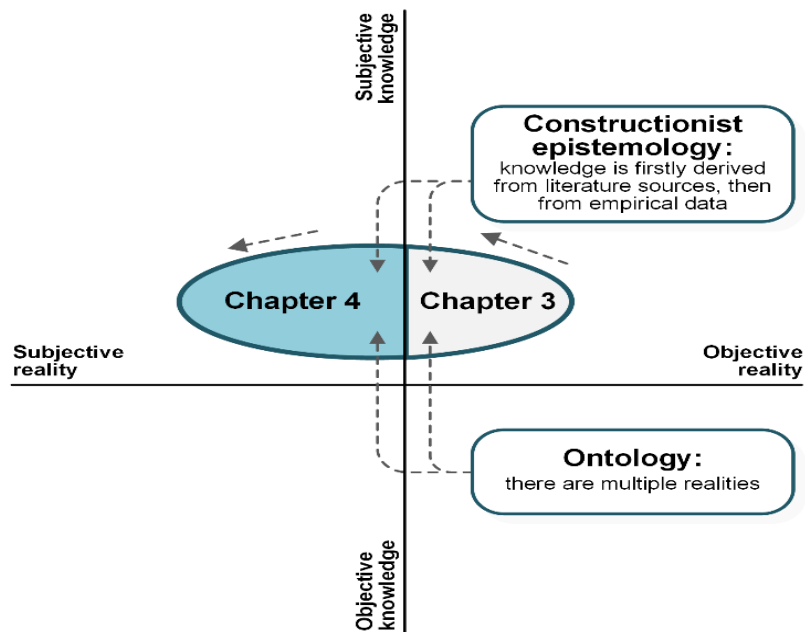 Subjective
knowledge
Constructionist
epistemology:
knowledge is firstly derived
from literature sources, then
from empirical data
Chapter 4
Chapter 3
Subjective
reality
Objective
reality
Ontology:
there are multiple realities
Objective
knowledge